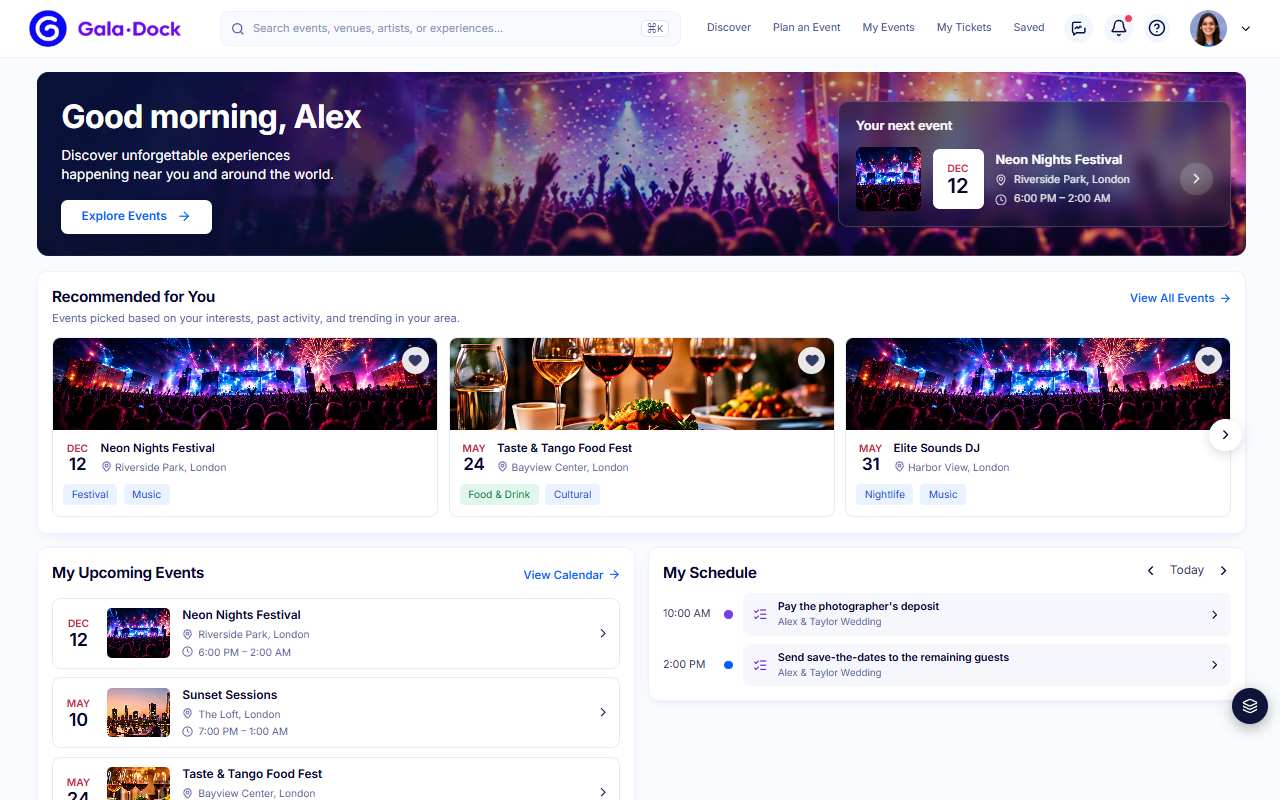 Gala·Dock
Search events, venues, artists, or experiences...
⌘K
Discover
Plan an Event
My Events
My Tickets
Saved
Good morning, Alex
Discover unforgettable experiences
happening near you and around the world.
Explore Events
Your next event
DEC
12
Neon Nights Festival
Riverside Park, London
6:00 PM – 2:00 AM
Recommended for You
View All Events
Events picked based on your interests, past activity, and trending in your area.
DEC
12
Neon Nights Festival
Riverside Park, London
Festival
Music
MAY
24
Taste & Tango Food Fest
Bayview Center, London
Food & Drink
Cultural
MAY
31
Elite Sounds DJ
Harbor View, London
Nightlife
Music
My Upcoming Events
View Calendar
DEC
12
Neon Nights Festival
Riverside Park, London
6:00 PM – 2:00 AM
MAY
10
Sunset Sessions
The Loft, London
7:00 PM – 1:00 AM
MAY
24
Taste & Tango Food Fest
Bayview Center, London
My Schedule
Today
10:00 AM
Pay the photographer's deposit
Alex & Taylor Wedding
2:00 PM
Send save-the-dates to the remaining guests
Alex & Taylor Wedding